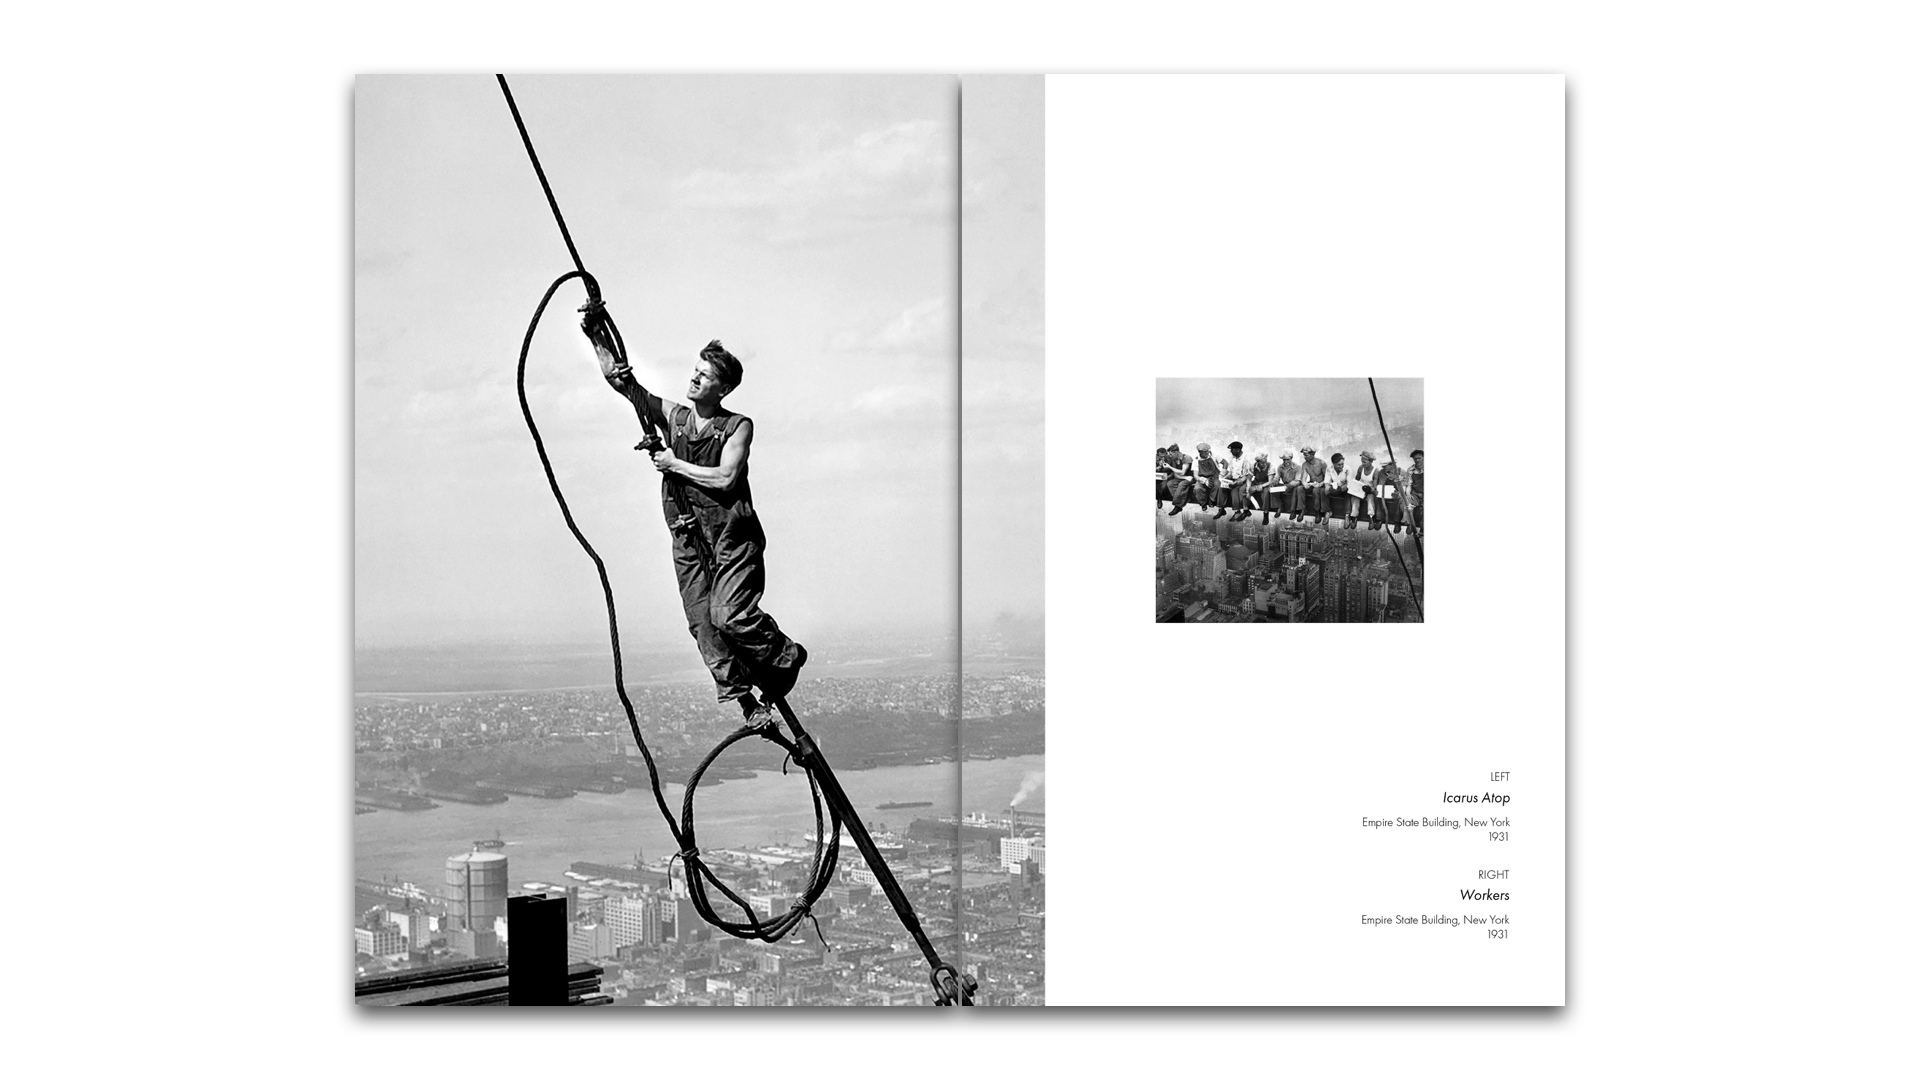 LEFT
Icarus Atop
Empire State Building, New York
1931
RIGHT
Workers
Empire State Building, New York
1931